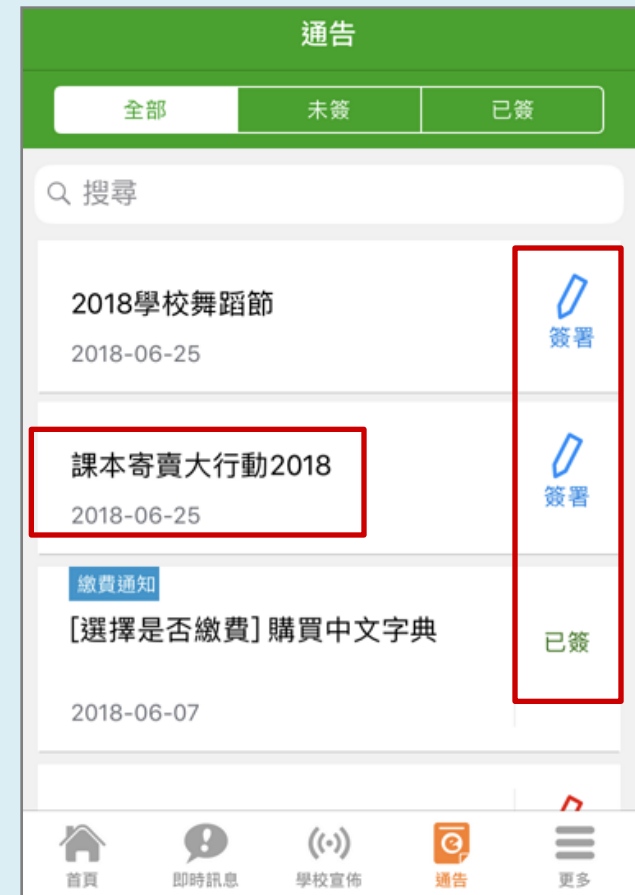 通告
全部 未簽 已簽
搜尋
2018學校舞蹈節
2018-06-25
簽署
課本寄賣大行動2018
2018-06-25
簽署
繳費通知
[選擇是否繳費] 購買中文字典
已簽
2018-06-07
首頁 即時訊息 學校宣佈 通告 更多